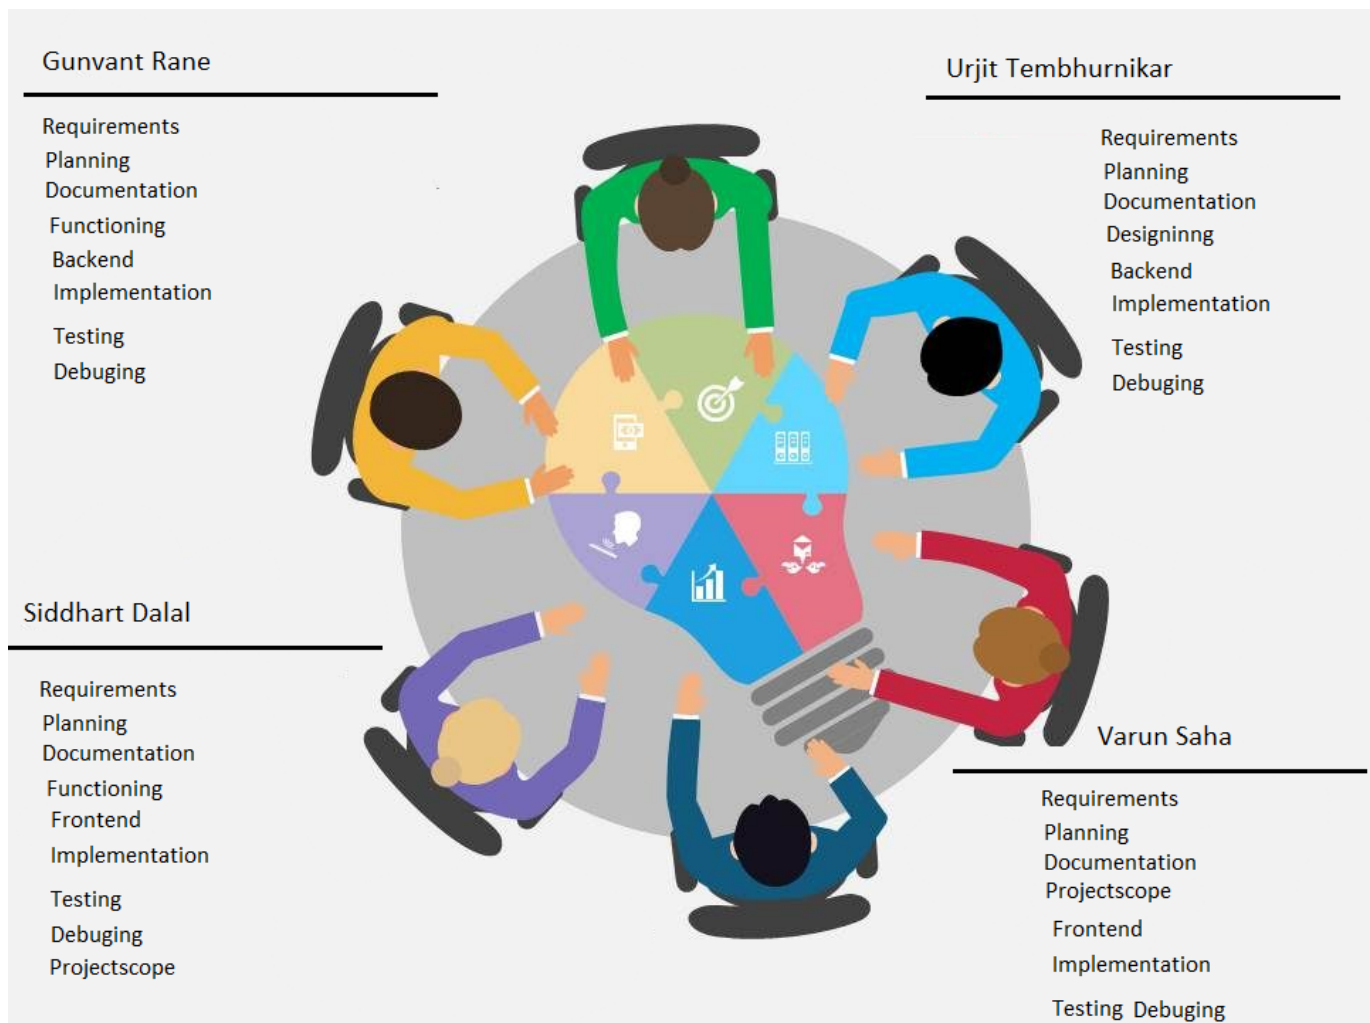 Gunvant Rane
Requirements
Planning
Documentation
Functioning
Backend
Implementation
Testing
Debuging
Urjit Tembhurnikar
Requirements
Planning
Documentation
Designinng
Backend
Implementation
Testing
Debuging
Siddhart Dalal
Requirements
Planning
Documentation
Functioning
Frontend
Implementation
Testing
Debuging
Projectscope
Varun Saha
Requirements
Planning
Documentation
Projectscope
Frontend
Implementation
Testing Debuging